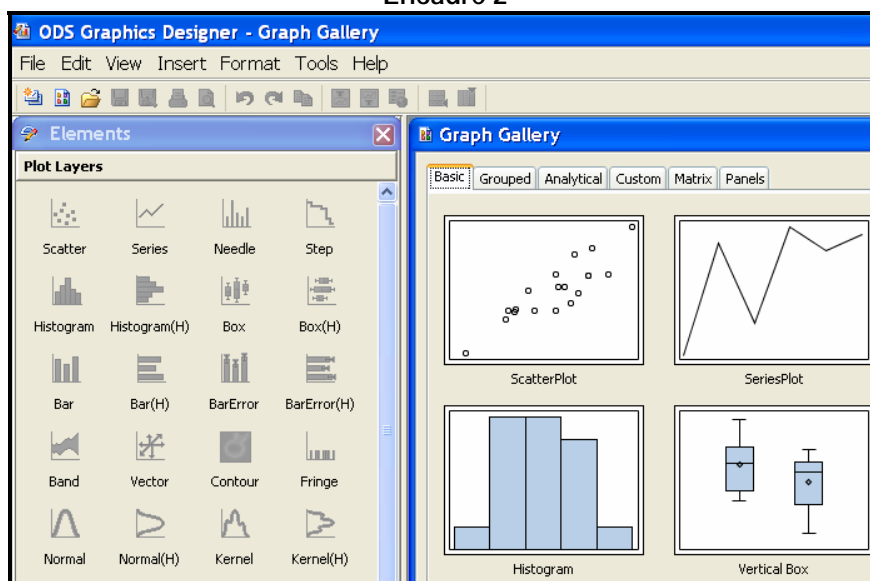 Encadre 2
ODS Graphics Designer - Graph Gallery
File Edit View Insert Format Tools Help
Elements
Plot Layers
Scatter Series Needle Step
Histogram Histogram(H) Box Box(H)
Bar Bar(H) BarError BarError(H)
Band Vector Contour Fringe
Normal Normal(H) Kernel Kernel(H)
Graph Gallery
Basic Grouped Analytical Custom Matrix Panels
ScatterPlot SeriesPlot
Histogram Vertical Box